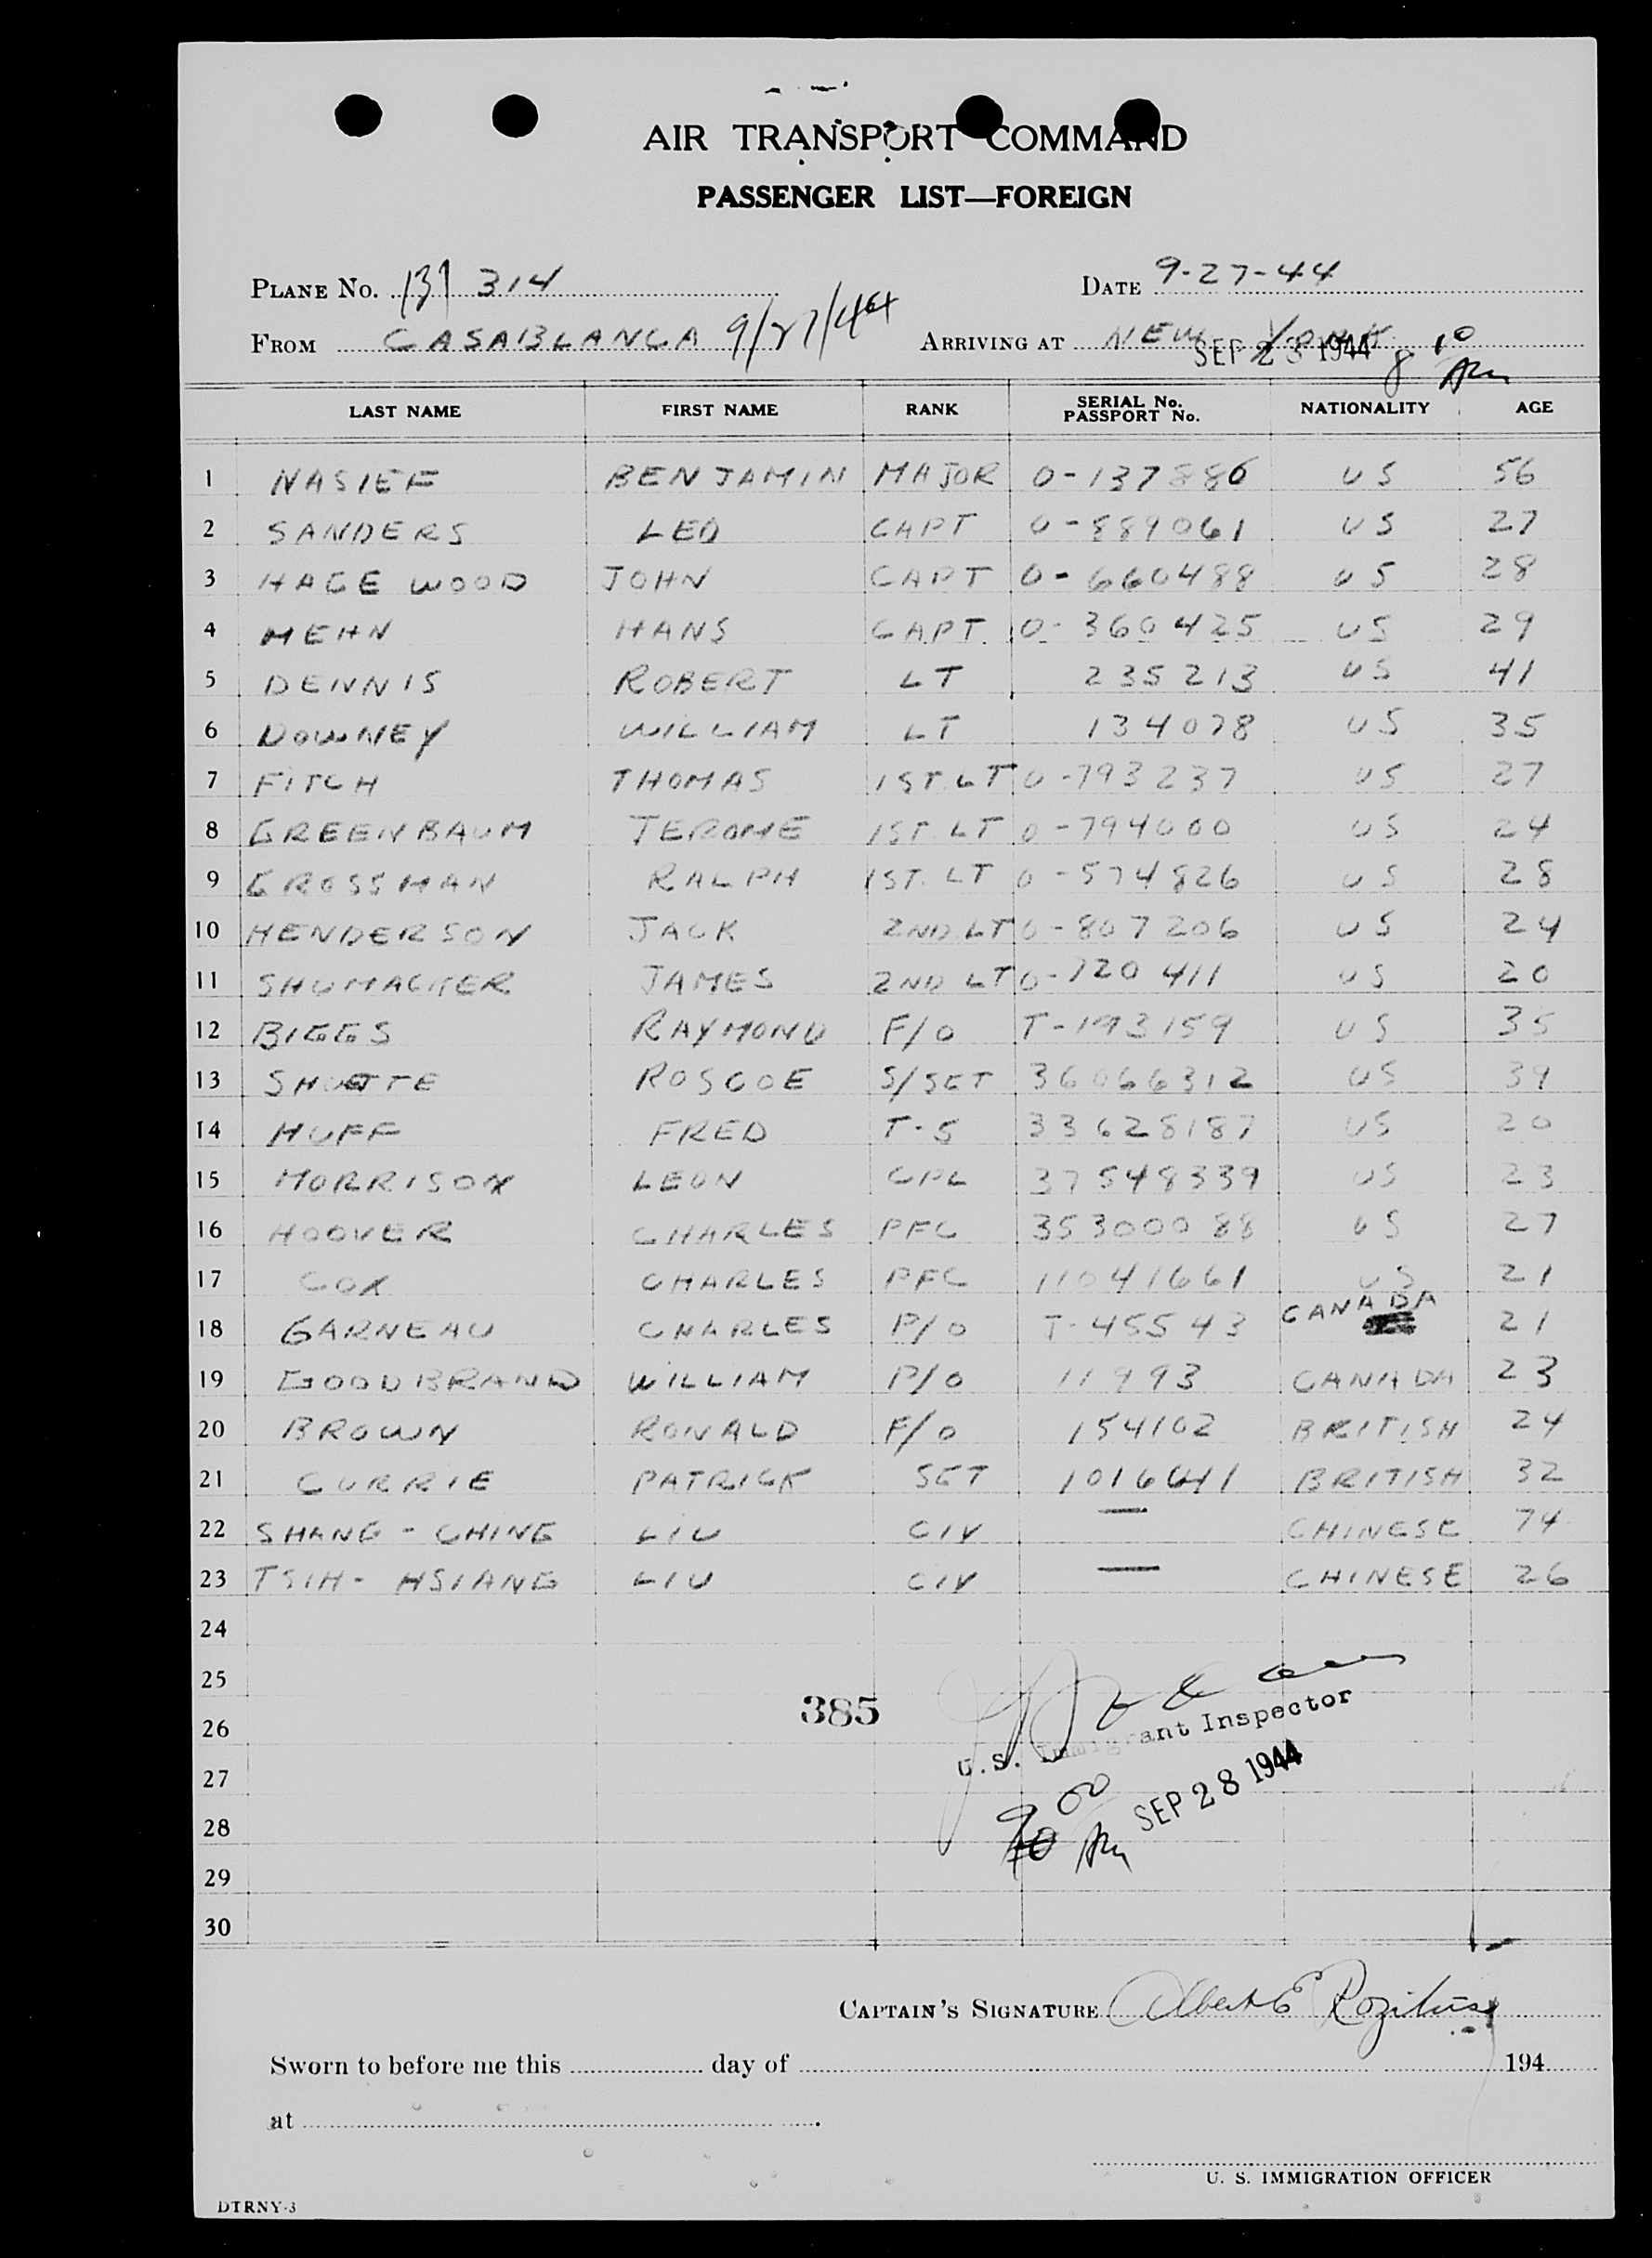 AIR TRANSPORT COMMAND
PASSENGER LIST—FOREIGN
PLANE No. 131 314 DATE 9-27-44
FROM CASABLANCA 9/27/44 ARRIVING AT NEW YORK
SEP 28 1944 8 10 AM
LAST NAME FIRST NAME RANK SERIAL No. PASSPORT No. NATIONALITY AGE
1 NASIEF BENJAMIN MAJOR 0-137886 US 56
2 SANDERS LEO CAPT 0-889061 US 27
3 HAGE WOOD JOHN CAPT 0-660488 US 28
4 MEHN HANS CAPT 0-360425 US 29
5 DENNIS ROBERT LT 235213 US 41
6 DOWNEY WILLIAM LT 134078 US 35
7 FITCH THOMAS 1ST LT 0-793237 US 27
8 GREENBAUM JEROME 1ST LT 0-794000 US 24
9 GROSSMAN RALPH 1ST. LT 0-574826 US 28
10 HENDERSON JACK 2ND LT 0-807206 US 24
11 SHUMACKER JAMES 2ND LT 0-720411 US 20
12 BIGGS RAYMOND F/O T-193159 US 35
13 ROSCOE S/SGT 36066312 US 39
14 HUFF FRED T-5 33628187 US 20
15 MORRISON LEON CPL 37548339 US 23
16 HOOVER CHARLES PFC 35300088 US 27
17 COX CHARLES PFC 11041661 US 21
18 GARNEAU CHARLES P/O T-45543 CANADA 21
19 GOODBRAND WILLIAM P/O 11993 CANADA 23
20 BROWN RONALD F/O 154102 BRITISH 24
21 CURRIE PATRICK SGT 1016641 BRITISH 32
22 SHANG-CHING LIU CIV — CHINESE 74
23 TSIH-HSIANG LIU CIV — CHINESE 26
24
25
385
26
U.S. Immigrant Inspector
27
9 00 AM SEP 28 1944
28
29
30
CAPTAIN'S SIGNATURE Albert E
Sworn to before me this day of 194
at
U. S. IMMIGRATION OFFICER
DTRNY-3